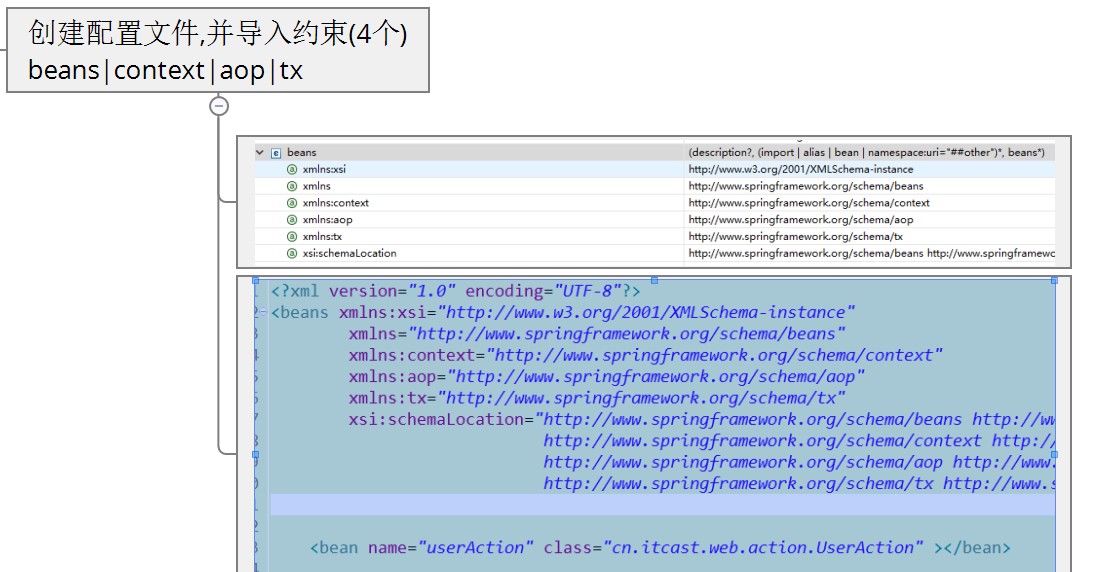 创建配置文件,并导入约束(4个)
beans|context|aop|tx
beans (description?, (import | alias | bean | namespace:uri="##other")*, beans*)
xmlns:xsi http://www.w3.org/2001/XMLSchema-instance
xmlns http://www.springframework.org/schema/beans
xmlns:context http://www.springframework.org/schema/context
xmlns:aop http://www.springframework.org/schema/aop
xmlns:tx http://www.springframework.org/schema/tx
xsi:schemaLocation http://www.springframework.org/schema/beans http://www.springframewo
<?xml version="1.0" encoding="UTF-8"?>
<beans xmlns:xsi="http://www.w3.org/2001/XMLSchema-instance"
xmlns="http://www.springframework.org/schema/beans"
xmlns:context="http://www.springframework.org/schema/context"
xmlns:aop="http://www.springframework.org/schema/aop"
xmlns:tx="http://www.springframework.org/schema/tx"
xsi:schemaLocation="http://www.springframework.org/schema/beans http://ww
http://www.springframework.org/schema/context http:/
http://www.springframework.org/schema/aop http://www.
http://www.springframework.org/schema/tx http://www.s
<bean name="userAction" class="cn.itcast.web.action.UserAction" ></bean>